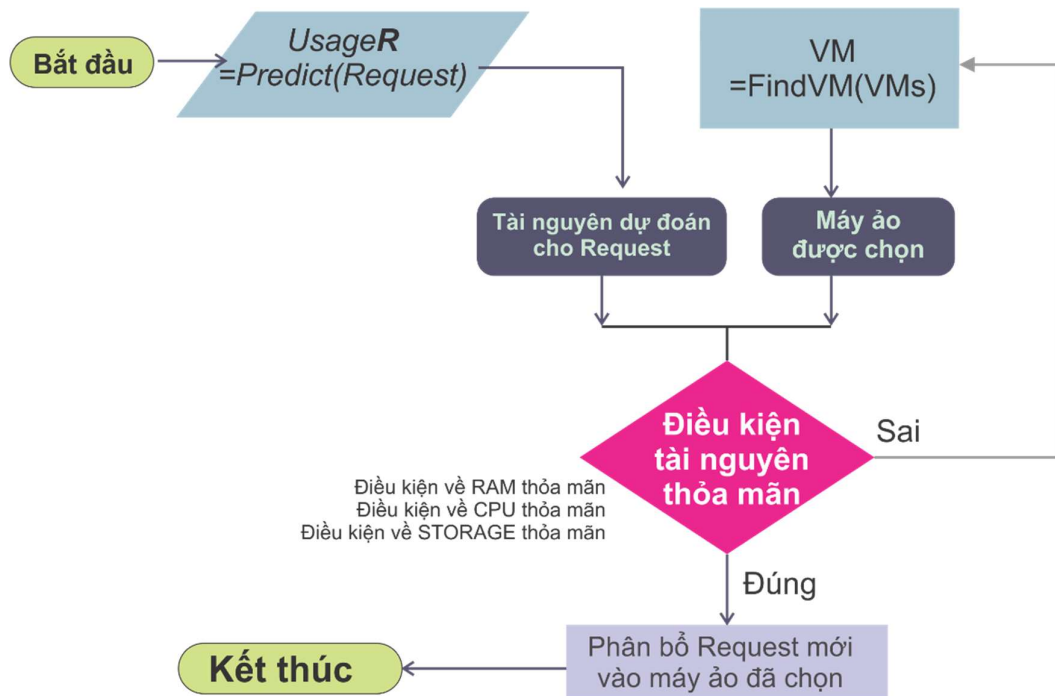 Bắt đầu
UsageR
=Predict(Request)
VM
=FindVM(VMs)
Tài nguyên dự đoán
cho Request
Máy ảo
được chọn
Điều kiện
tài nguyên
thỏa mãn
Sai
Điều kiện về RAM thỏa mãn
Điều kiện về CPU thỏa mãn
Điều kiện về STORAGE thỏa mãn
Đúng
Phân bổ Request mới
vào máy ảo đã chọn
Kết thúc